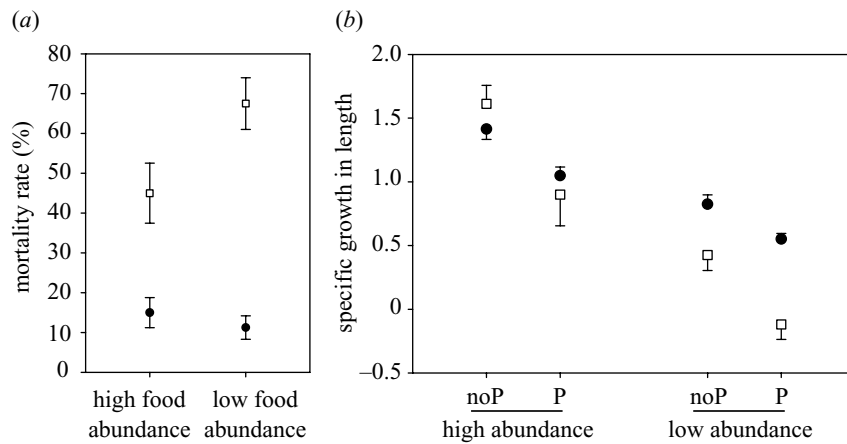 (a)
80
70
60
50
40
30
20
10
0
mortality rate (%)
high food
abundance
low food
abundance
(b)
2.0
1.5
1.0
0.5
0
–0.5
specific growth in length
noP P noP P
high abundance low abundance